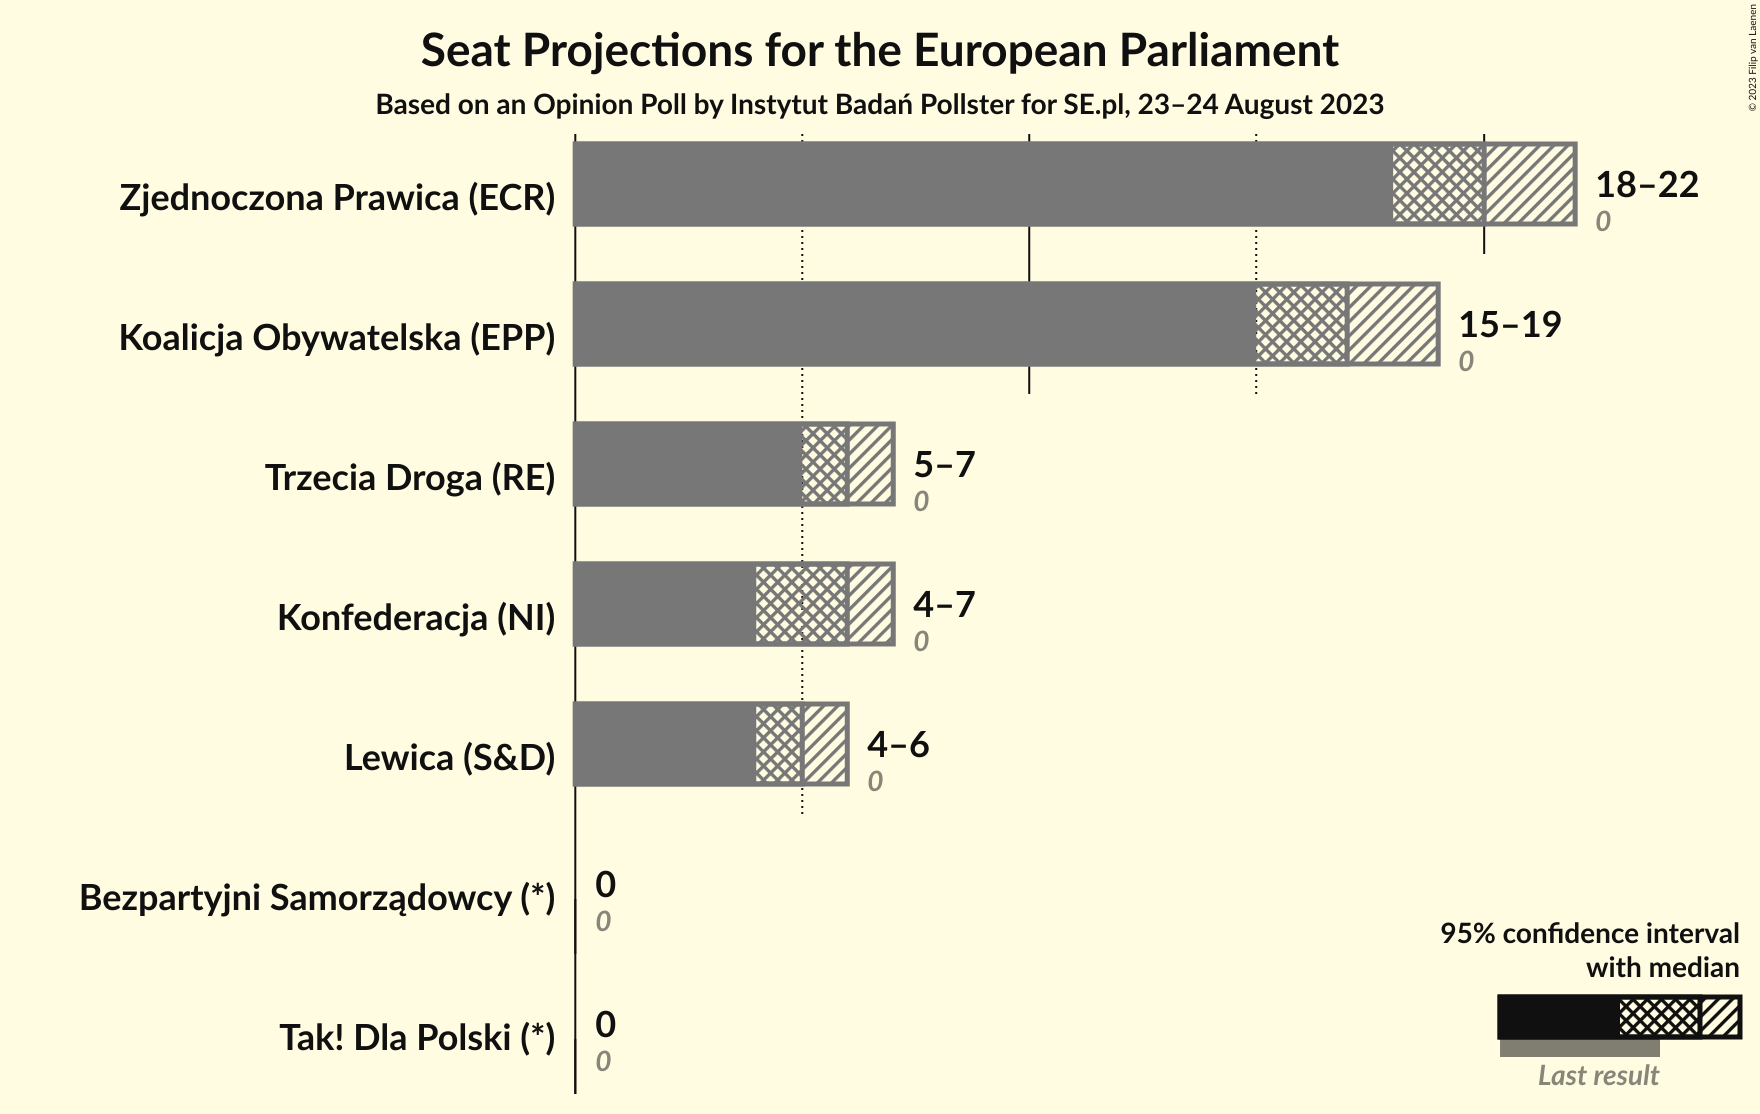 Seat Projections for the European Parliament
Based on an Opinion Poll by Instytut Badań Pollster for SE.pl, 23–24 August 2023
© 2023 Filip van Laenen
Zjednoczona Prawica (ECR)
18–22
0
Koalicja Obywatelska (EPP)
15–19
0
Trzecia Droga (RE)
5–7
0
Konfederacja (NI)
4–7
0
Lewica (S&D)
4–6
0
Bezpartyjni Samorządowcy (*)
0
0
Tak! Dla Polski (*)
0
0
95% confidence interval
with median
Last result